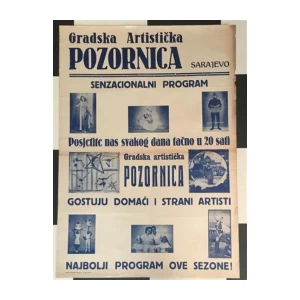 Gradska Artistička
POZORNICA SARAJEVO
SENZACIONALNI PROGRAM
Posjetite nas svakog dana tačno u 20 sati
Gradska artistička
POZORNICA
GOSTUJU DOMAĆI I STRANI ARTISTI
NAJBOLJI PROGRAM OVE SEZONE!